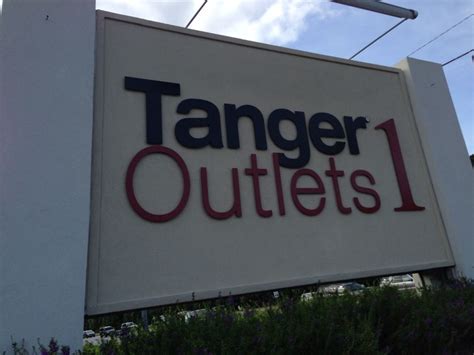 Tanger
Outlets 1